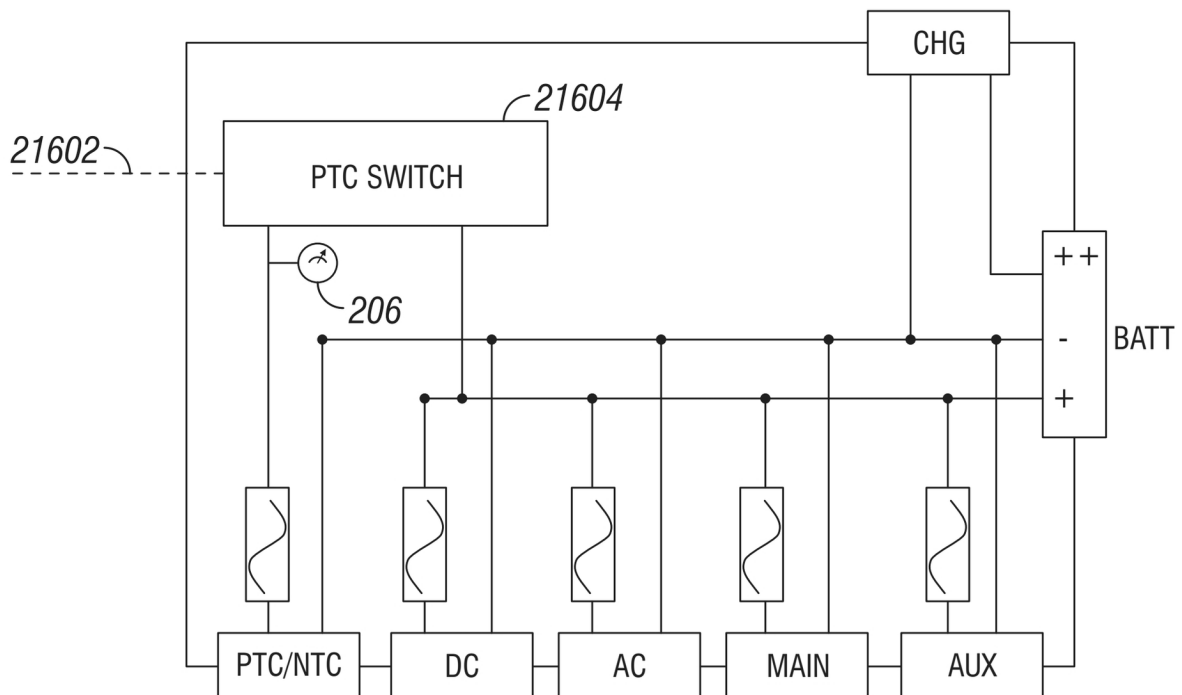 CHG
21604
21602
PTC SWITCH
++
206
-
BATT
+
PTC/NTC
DC
AC
MAIN
AUX